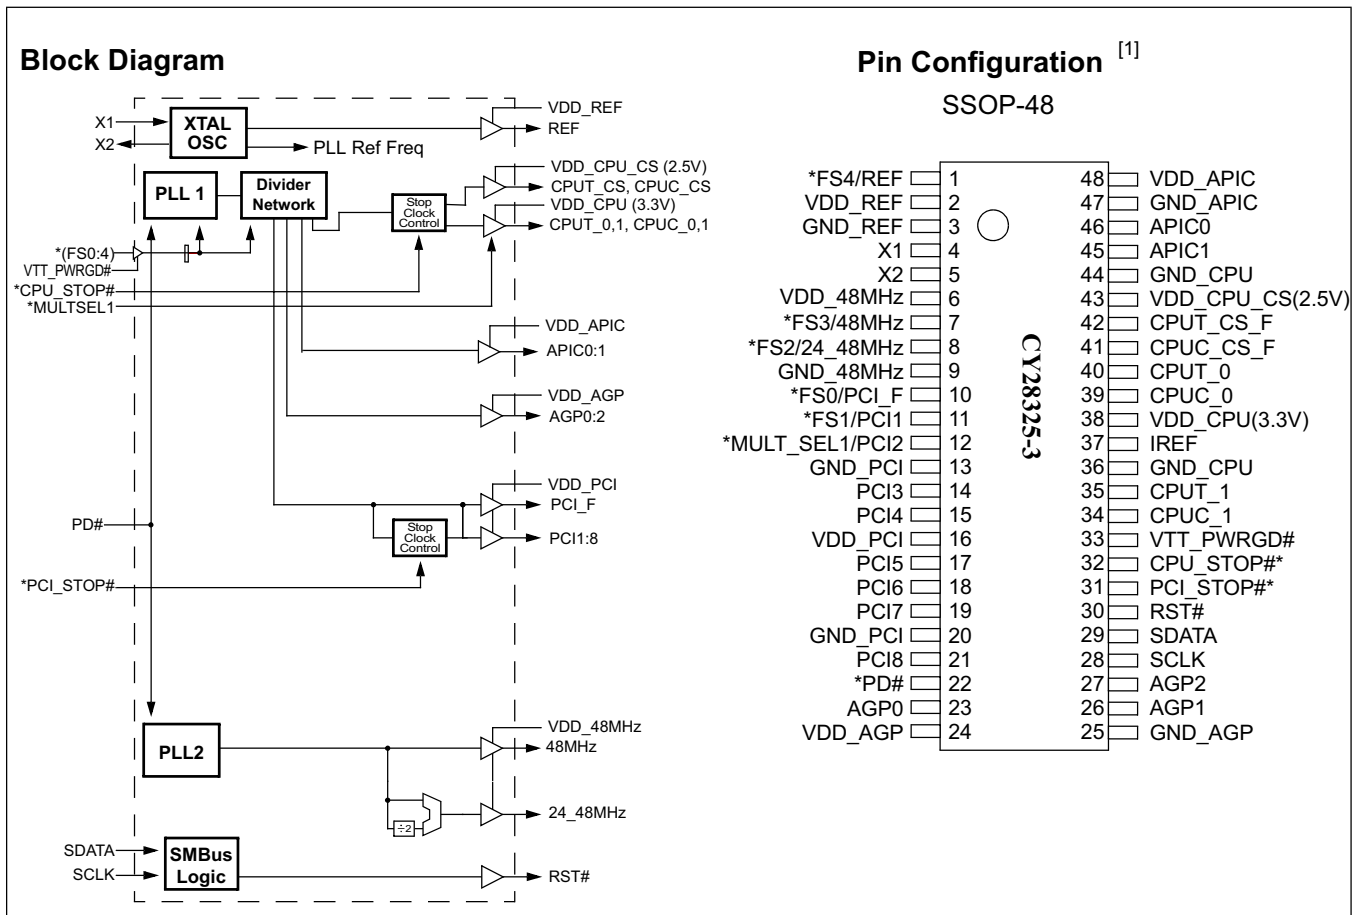 Block Diagram
VDD_REF
X1
XTAL
OSC
REF
X2
PLL Ref Freq
VDD_CPU_CS (2.5V)
PLL 1
Divider
Network
Stop
Clock
Control
CPUT_CS, CPUC_CS
VDD_CPU (3.3V)
CPUT_0,1, CPUC_0,1
*(FS0:4)
VTT_PWRGD#
*CPU_STOP#
*MULTSEL1
VDD_APIC
APIC0:1
VDD_AGP
AGP0:2
VDD_PCI
PCI_F
PD#
Stop
Clock
Control
PCI1:8
*PCI_STOP#
VDD_48MHz
PLL2
48MHz
24_48MHz
÷2
SDATA
SCLK
SMBus
Logic
RST#
Pin Configuration [1]
SSOP-48
*FS4/REF 1 48 VDD_APIC
VDD_REF 2 47 GND_APIC
GND_REF 3 46 APIC0
X1 4 45 APIC1
X2 5 44 GND_CPU
VDD_48MHz 6 43 VDD_CPU_CS(2.5V)
*FS3/48MHz 7 42 CPUT_CS_F
*FS2/24_48MHz 8 41 CPUC_CS_F
GND_48MHz 9 40 CPUT_0
*FS0/PCI_F 10 39 CPUC_0
*FS1/PCI1 11 38 VDD_CPU(3.3V)
*MULT_SEL1/PCI2 12 37 IREF
GND_PCI 13 36 GND_CPU
PCI3 14 35 CPUT_1
PCI4 15 34 CPUC_1
VDD_PCI 16 33 VTT_PWRGD#
PCI5 17 32 CPU_STOP#*
PCI6 18 31 PCI_STOP#*
PCI7 19 30 RST#
GND_PCI 20 29 SDATA
PCI8 21 28 SCLK
*PD# 22 27 AGP2
AGP0 23 26 AGP1
VDD_AGP 24 25 GND_AGP
CY28325-3